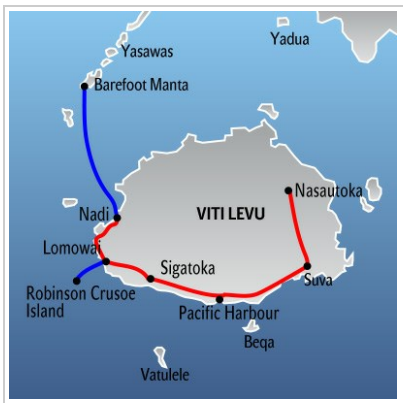 Yasawas
Yadua
Barefoot Manta
Nasautoka
Nadi
VITI LEVU
Lomowai
Sigatoka
Suva
Robinson Crusoe
Island
Pacific Harbour
Beqa
Vatulele